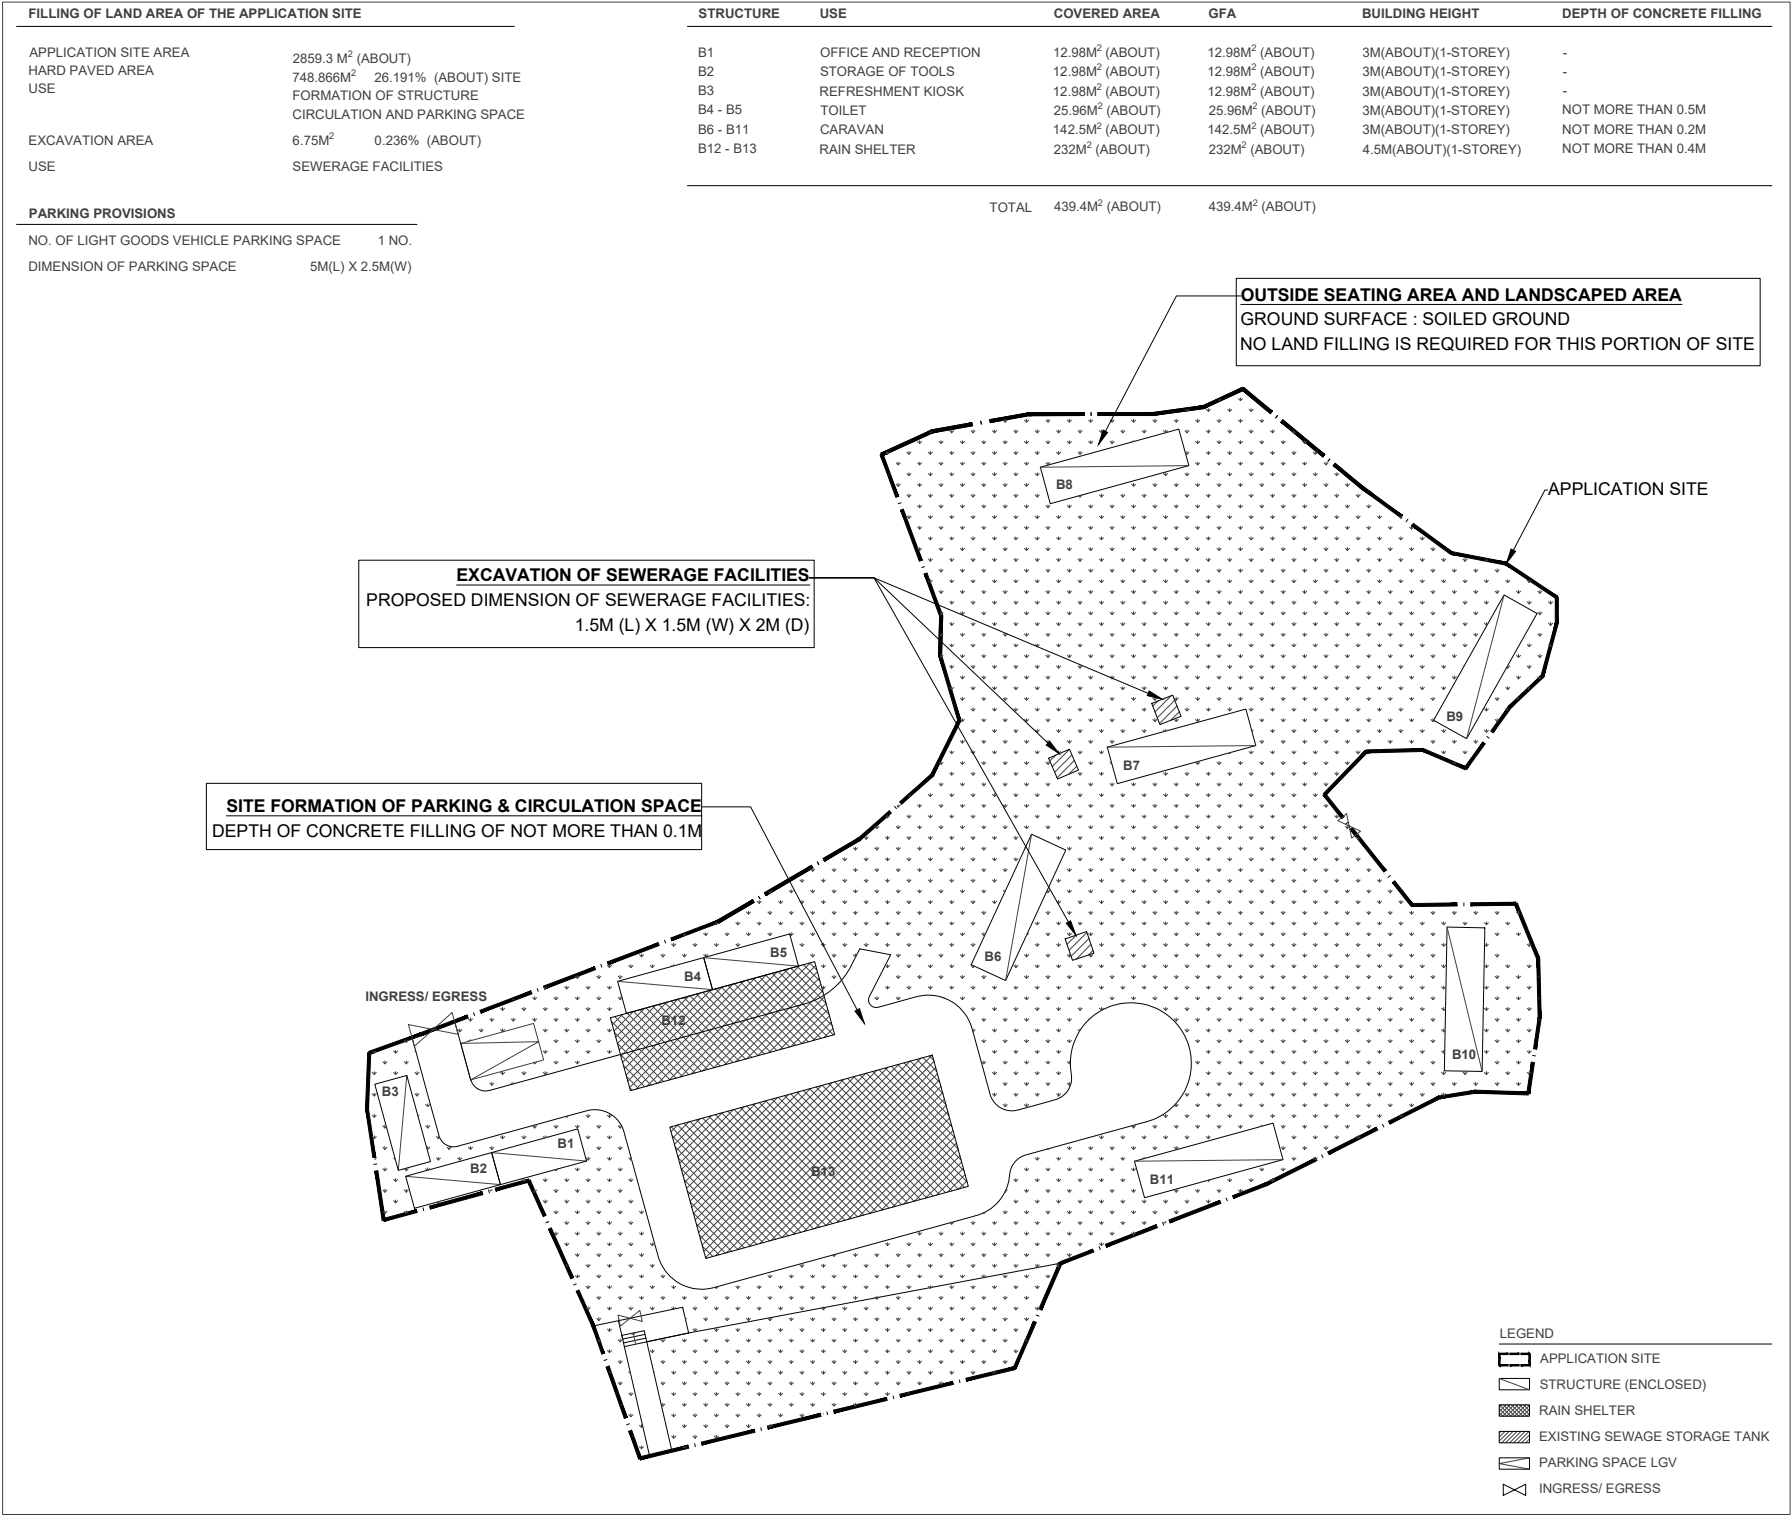 FILLING OF LAND AREA OF THE APPLICATION SITE
APPLICATION SITE AREA 2859.3 M² (ABOUT)
HARD PAVED AREA 748.866M² 26.191% (ABOUT) SITE
USE FORMATION OF STRUCTURE
CIRCULATION AND PARKING SPACE
EXCAVATION AREA 6.75M² 0.236% (ABOUT)
USE SEWERAGE FACILITIES
PARKING PROVISIONS
NO. OF LIGHT GOODS VEHICLE PARKING SPACE 1 NO.
DIMENSION OF PARKING SPACE 5M(L) X 2.5M(W)
STRUCTURE USE COVERED AREA GFA BUILDING HEIGHT DEPTH OF CONCRETE FILLING
B1 OFFICE AND RECEPTION 12.98M² (ABOUT) 12.98M² (ABOUT) 3M(ABOUT)(1-STOREY) -
B2 STORAGE OF TOOLS 12.98M² (ABOUT) 12.98M² (ABOUT) 3M(ABOUT)(1-STOREY) -
B3 REFRESHMENT KIOSK 12.98M² (ABOUT) 12.98M² (ABOUT) 3M(ABOUT)(1-STOREY) -
B4 - B5 TOILET 25.96M² (ABOUT) 25.96M² (ABOUT) 3M(ABOUT)(1-STOREY) NOT MORE THAN 0.5M
B6 - B11 CARAVAN 142.5M² (ABOUT) 142.5M² (ABOUT) 3M(ABOUT)(1-STOREY) NOT MORE THAN 0.2M
B12 - B13 RAIN SHELTER 232M² (ABOUT) 232M² (ABOUT) 4.5M(ABOUT)(1-STOREY) NOT MORE THAN 0.4M
TOTAL 439.4M² (ABOUT) 439.4M² (ABOUT)
OUTSIDE SEATING AREA AND LANDSCAPED AREA
GROUND SURFACE : SOILED GROUND
NO LAND FILLING IS REQUIRED FOR THIS PORTION OF SITE
B8
APPLICATION SITE
EXCAVATION OF SEWERAGE FACILITIES
PROPOSED DIMENSION OF SEWERAGE FACILITIES:
1.5M (L) X 1.5M (W) X 2M (D)
B9
B7
SITE FORMATION OF PARKING & CIRCULATION SPACE
DEPTH OF CONCRETE FILLING OF NOT MORE THAN 0.1M
B5
B6
B4
INGRESS/ EGRESS
B12
B10
B3
B1
B2
B13
B11
LEGEND
APPLICATION SITE
STRUCTURE (ENCLOSED)
RAIN SHELTER
EXISTING SEWAGE STORAGE TANK
PARKING SPACE LGV
INGRESS/ EGRESS